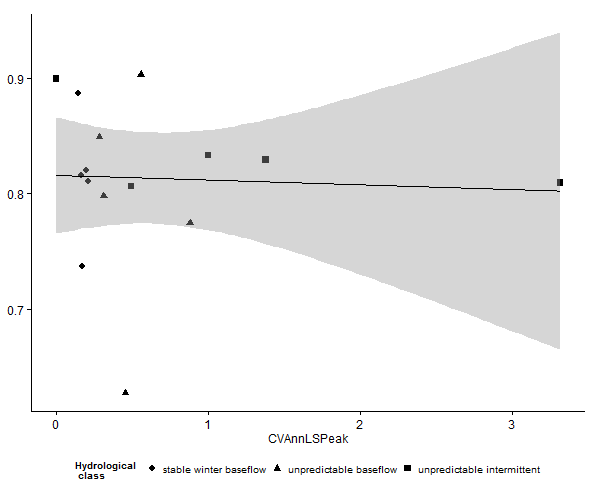 0.9
0.8
0.7
0 1 2 3
CVAnnLSPeak
Hydrological class stable winter baseflow unpredictable baseflow unpredictable intermittent